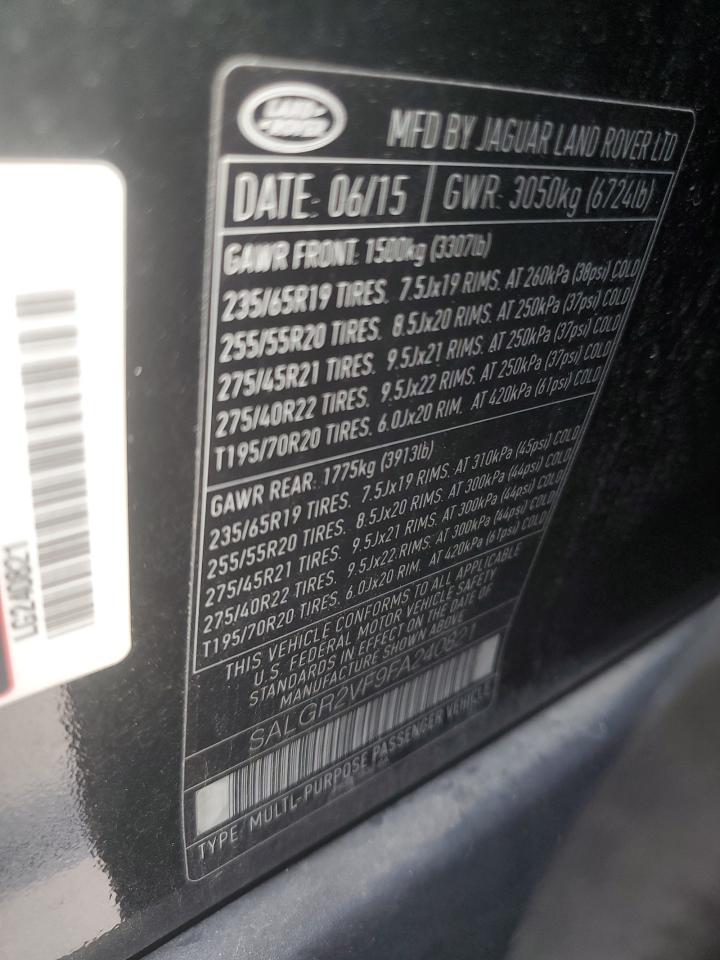 LAND ROVER
MFD BY JAGUAR LAND ROVER LTD
DATE: 06/15
GWR: 3050kg (6724lb)
GAWR FRONT: 1500kg (3307lb)
235/65R19 TIRES, 7.5Jx19 RIMS. AT 260kPa (38psi) COLD
255/55R20 TIRES, 8.5Jx20 RIMS. AT 250kPa (37psi) COLD
275/45R21 TIRES, 9.5Jx21 RIMS. AT 250kPa (37psi) COLD
275/40R22 TIRES, 9.5Jx22 RIMS. AT 250kPa (37psi) COLD
T195/70R20 TIRES, 6.0Jx20 RIM. AT 420kPa (61psi) COLD
GAWR REAR: 1775kg (3913lb)
235/65R19 TIRES, 7.5Jx19 RIMS. AT 310kPa (45psi) COLD
255/55R20 TIRES, 8.5Jx20 RIMS. AT 300kPa (44psi) COLD
275/45R21 TIRES, 9.5Jx21 RIMS. AT 300kPa (44psi) COLD
275/40R22 TIRES, 9.5Jx22 RIMS. AT 300kPa (44psi) COLD
T195/70R20 TIRES, 6.0Jx20 RIM. AT 420kPa (61psi) COLD
THIS VEHICLE CONFORMS TO ALL APPLICABLE
U.S. FEDERAL MOTOR VEHICLE SAFETY
STANDARDS IN EFFECT ON THE DATE OF
MANUFACTURE SHOWN ABOVE
SALGR2VF9FA240821
TYPE: MULTI-PURPOSE PASSENGER VEHICLE
LG240821